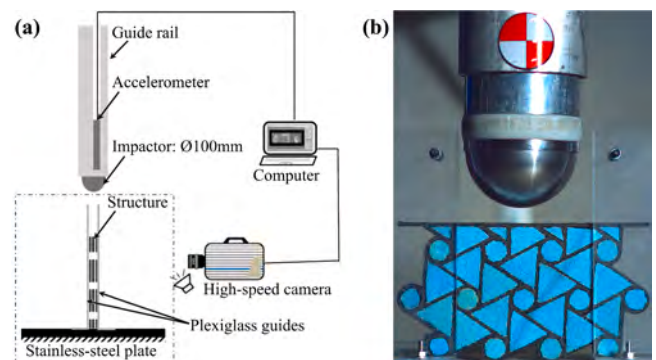 (a)
Guide rail
Accelerometer
Impactor: Ø100mm
Computer
Structure
High-speed camera
Plexiglass guides
Stainless-steel plate
(b)